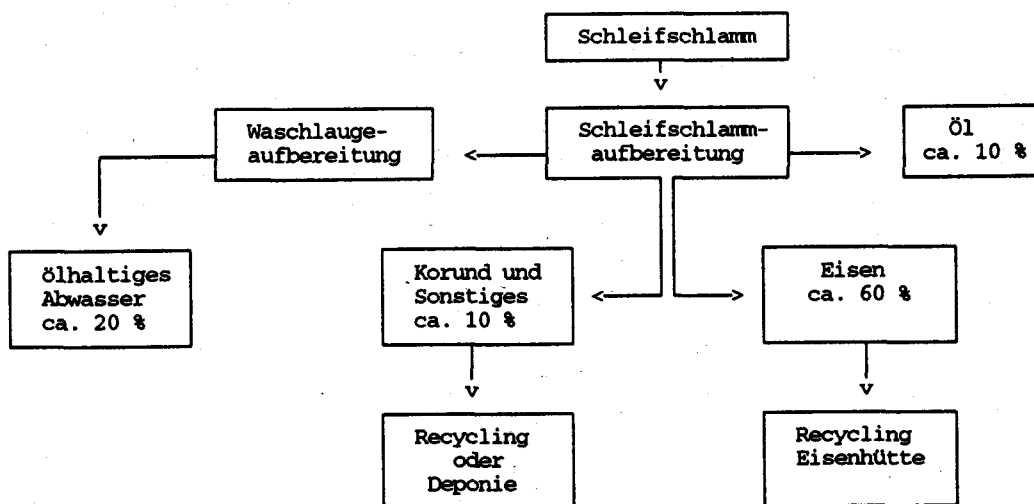 Schleifschlamm
Waschlauge-
aufbereitung
Schleifschlamm-
aufbereitung
Öl
ca. 10 %
ölhaltiges
Abwasser
ca. 20 %
Korund und
Sonstiges
ca. 10 %
Eisen
ca. 60 %
Recycling
oder
Deponie
Recycling
Eisenhütte